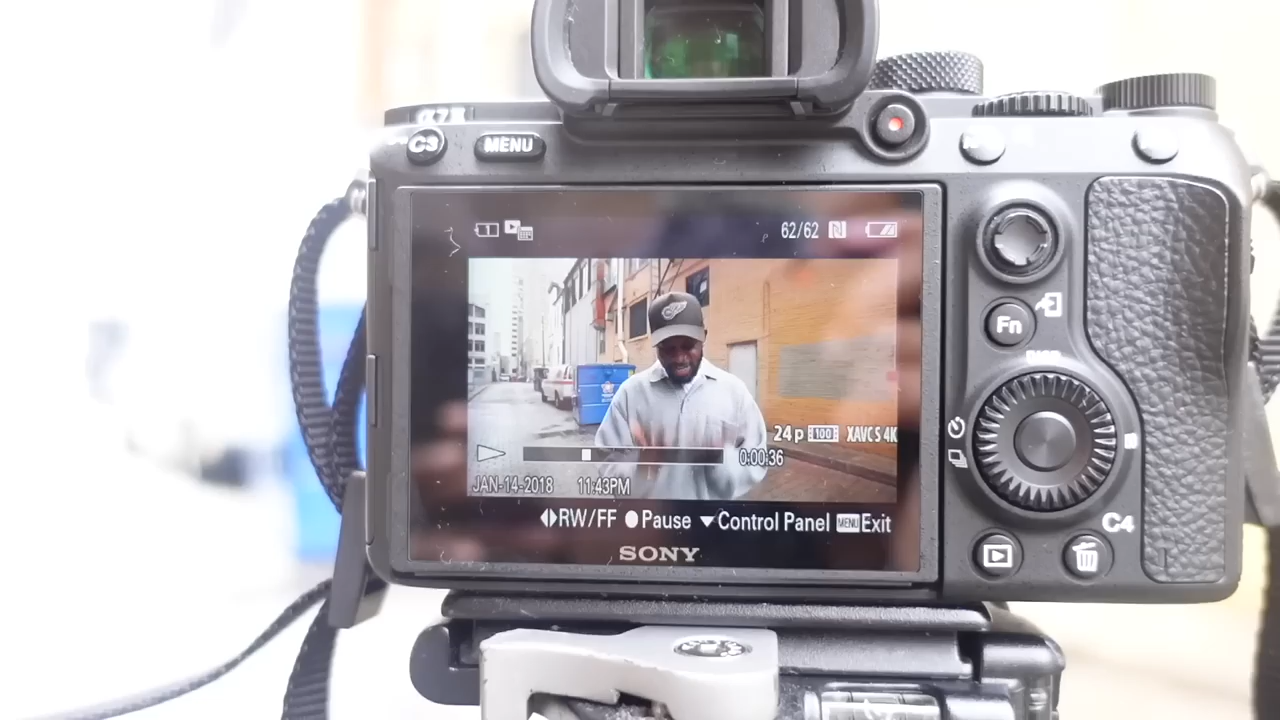 C3
MENU
1
62/62
Fn
24p 100 XAVC S 4K
0:00:36
JAN-14-2018 11:43PM
RW/FF Pause Control Panel MENU Exit
C4
SONY